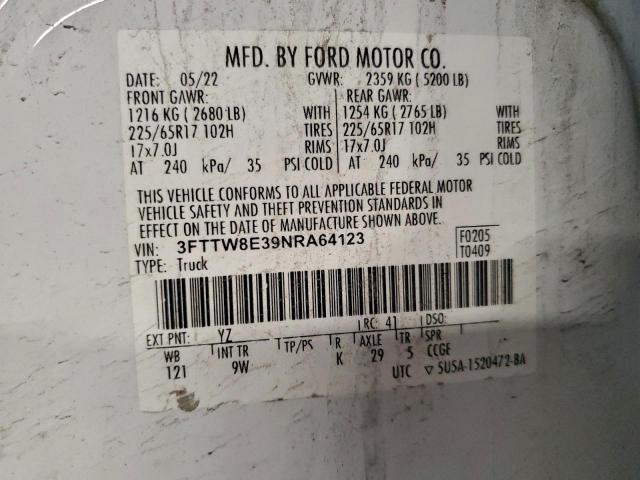 MFD. BY FORD MOTOR CO.
DATE: 05/22 GVWR: 2359 KG ( 5200 LB)
FRONT GAWR: REAR GAWR:
1216 KG ( 2680 LB) WITH 1254 KG ( 2765 LB) WITH
225/65R17 102H TIRES 225/65R17 102H TIRES
17x7.0J RIMS 17x7.0J RIMS
AT 240 kPa/ 35 PSI COLD AT 240 kPa/ 35 PSI COLD
THIS VEHICLE CONFORMS TO ALL APPLICABLE FEDERAL MOTOR
VEHICLE SAFETY AND THEFT PREVENTION STANDARDS IN
EFFECT ON THE DATE OF MANUFACTURE SHOWN ABOVE.
VIN: 3FTTW8E39NRA64123 F0205
TYPE: Truck T0409
EXT PNT: YZ RC: 41 DSO:
WB INT TR TP/PS R AXLE TR SPR
121 9W K 29 5 CCGE
UTC ▽ SU5A-1520472-BA